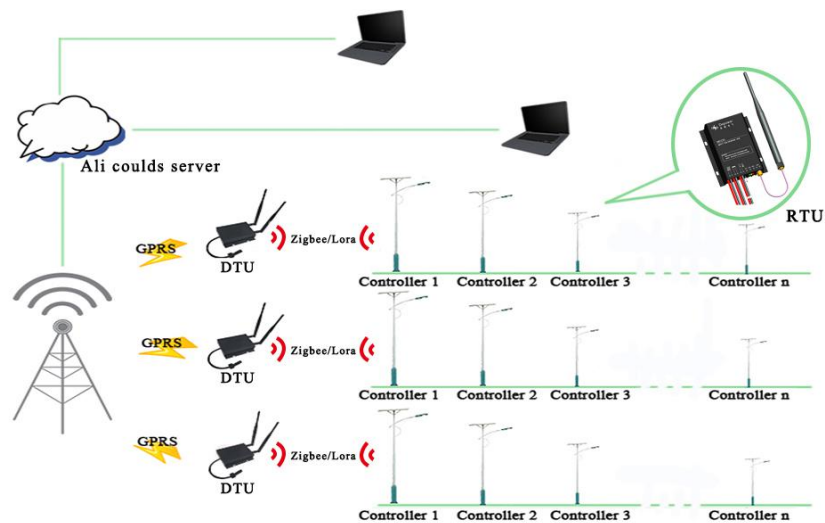 Ali coulds server
RTU
GPRS
DTU
Zigbee/Lora
Controller 1
Controller 2
Controller 3
Controller n
GPRS
DTU
Zigbee/Lora
Controller 1
Controller 2
Controller 3
Controller n
GPRS
DTU
Zigbee/Lora
Controller 1
Controller 2
Controller 3
Controller n